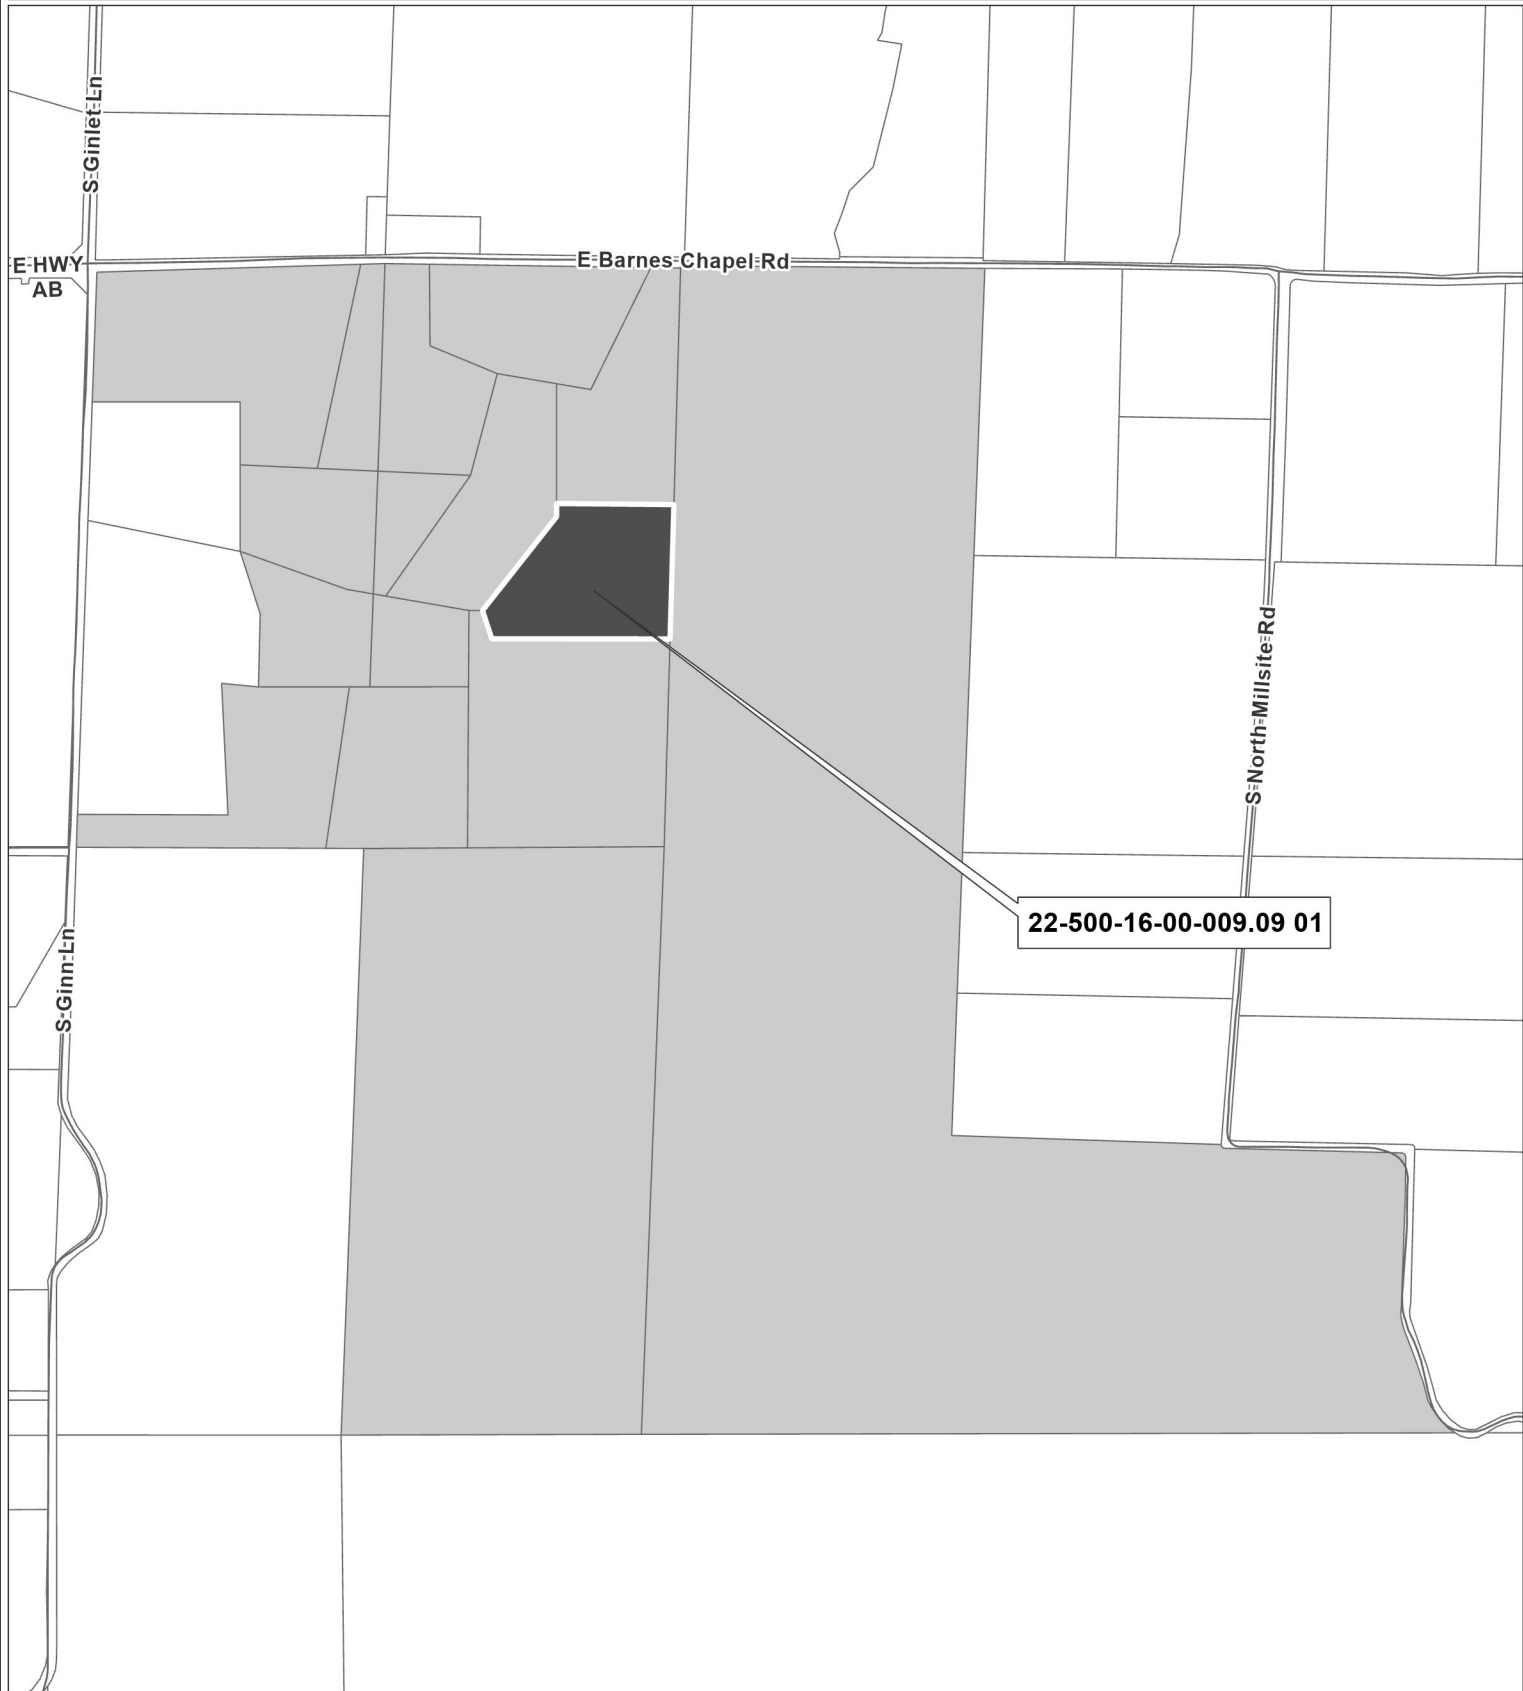 S Ginlet Ln
E HWY
AB
E Barnes Chapel Rd
S North Millsite Rd
22-500-16-00-009.09 01
S Ginn Ln